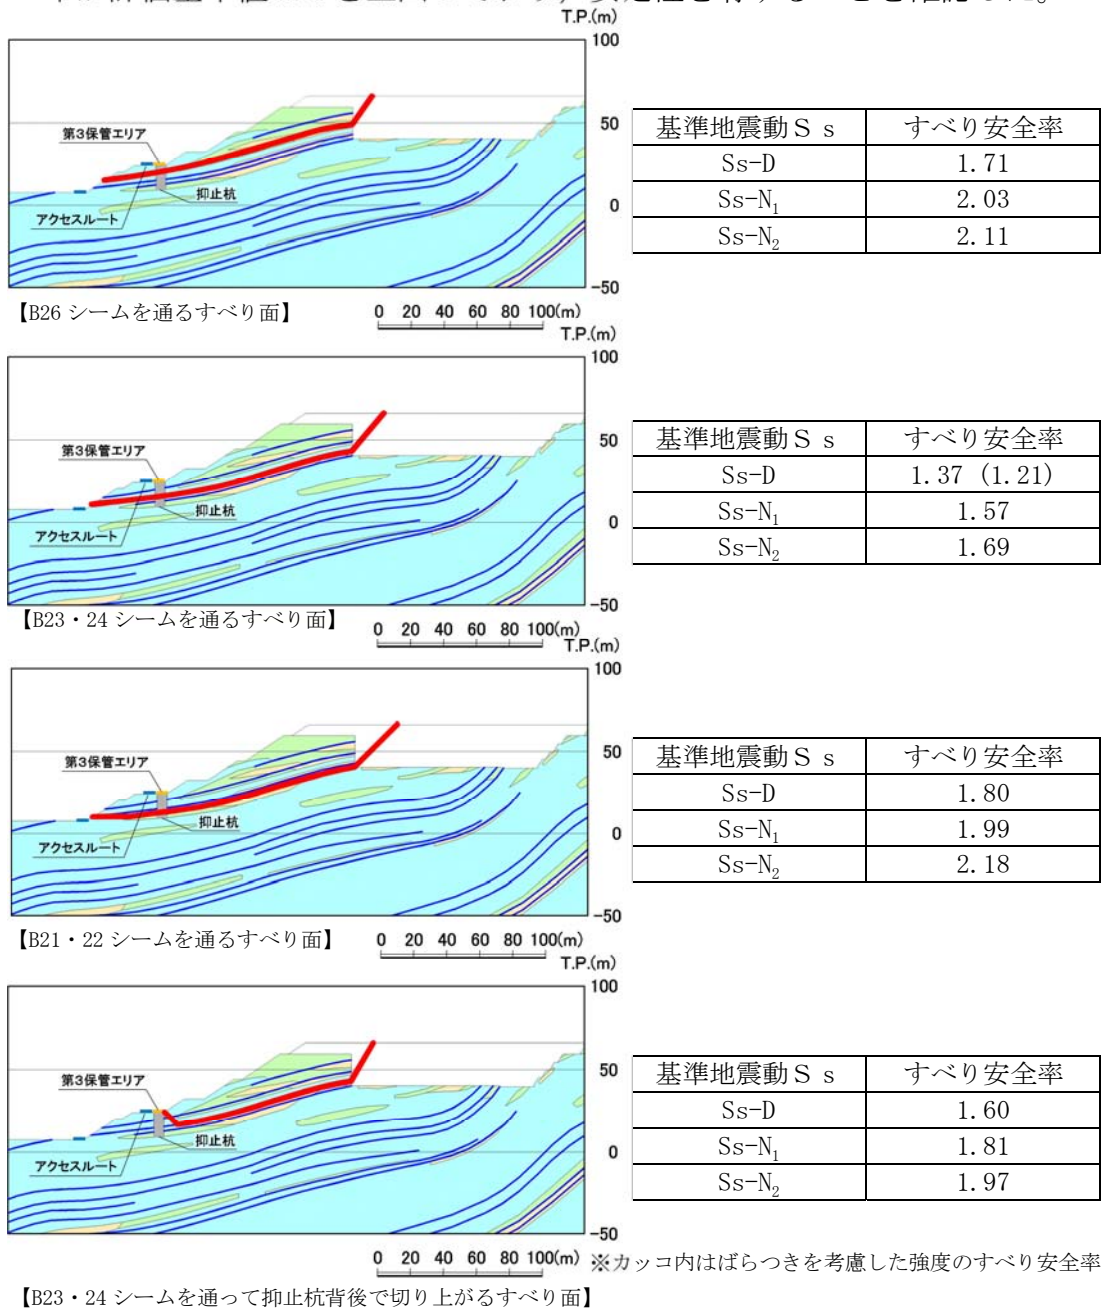 T.P.(m)
100
50
0
-50
第3保管エリア
抑止杭
アクセスルート
【B26 シームを通るすべり面】
0 20 40 60 80 100(m)
基準地震動Ｓｓ すべり安全率
Ss-D 1.71
Ss-N₁ 2.03
Ss-N₂ 2.11
T.P.(m)
100
50
0
-50
第3保管エリア
抑止杭
アクセスルート
【B23・24 シームを通るすべり面】
0 20 40 60 80 100(m)
基準地震動Ｓｓ すべり安全率
Ss-D 1.37 (1.21)
Ss-N₁ 1.57
Ss-N₂ 1.69
T.P.(m)
100
50
0
-50
第3保管エリア
抑止杭
アクセスルート
【B21・22 シームを通るすべり面】
0 20 40 60 80 100(m)
基準地震動Ｓｓ すべり安全率
Ss-D 1.80
Ss-N₁ 1.99
Ss-N₂ 2.18
T.P.(m)
100
50
0
-50
第3保管エリア
抑止杭
アクセスルート
0 20 40 60 80 100(m)
基準地震動Ｓｓ すべり安全率
Ss-D 1.60
Ss-N₁ 1.81
Ss-N₂ 1.97
※カッコ内はばらつきを考慮した強度のすべり安全率
【B23・24 シームを通って抑止杭背後で切り上がるすべり面】